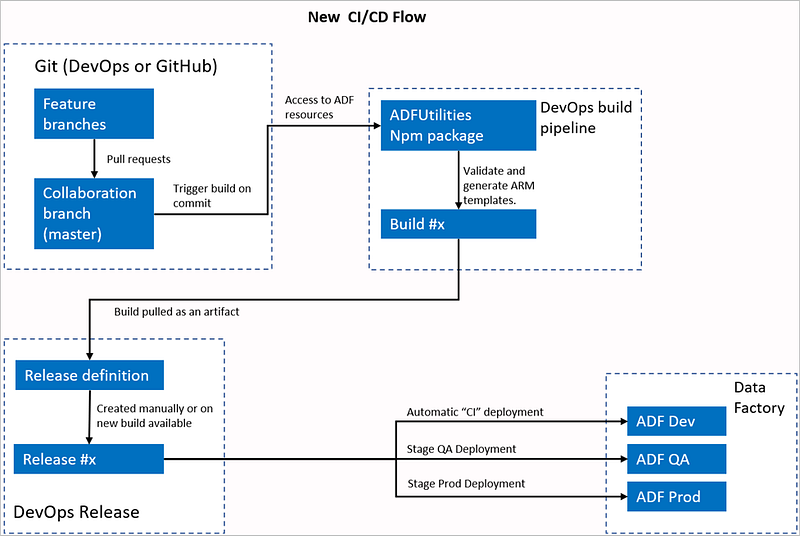 New CI/CD Flow
Git (DevOps or GitHub)
Feature
branches
Pull requests
Collaboration
branch
(master)
Trigger build on
commit
Access to ADF
resources
ADFUtilities
Npm package
DevOps build
pipeline
Validate and
generate ARM
templates.
Build #x
Build pulled as an artifact
Release definition
Created manually or on
new build available
Release #x
DevOps Release
Automatic “CI” deployment
Stage QA Deployment
Stage Prod Deployment
Data
Factory
ADF Dev
ADF QA
ADF Prod